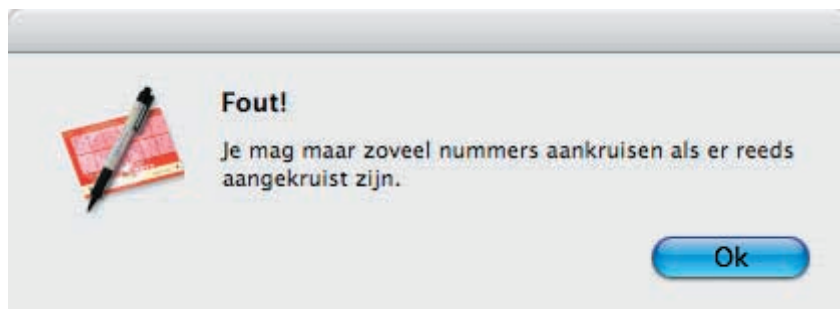 Fout!
Je mag maar zoveel nummers aankruisen als er reeds
aangekruist zijn.
Ok